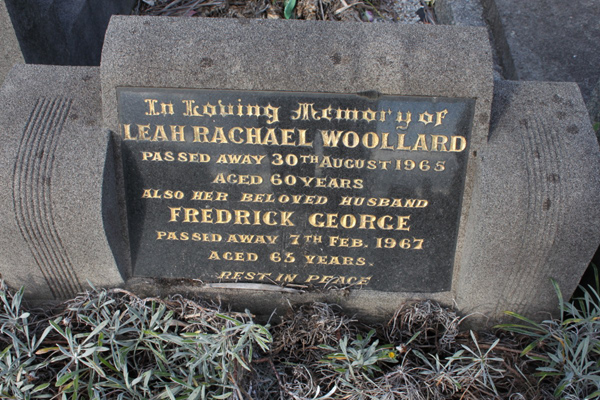 In Loving Memory of
LEAH RACHAEL WOOLLARD
PASSED AWAY 30TH AUGUST 1965
AGED 60 YEARS
ALSO HER BELOVED HUSBAND
FREDRICK GEORGE
PASSED AWAY 7TH FEB. 1967
AGED 63 YEARS.
REST IN PEACE